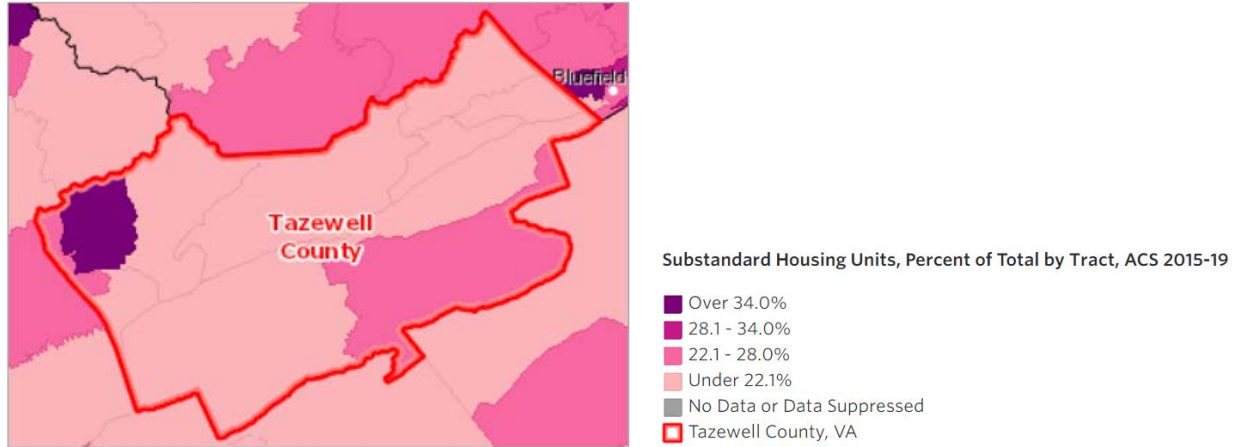 Bluefield
Tazewell
County
Substandard Housing Units, Percent of Total by Tract, ACS 2015-19
Over 34.0%
28.1 - 34.0%
22.1 - 28.0%
Under 22.1%
No Data or Data Suppressed
Tazewell County, VA